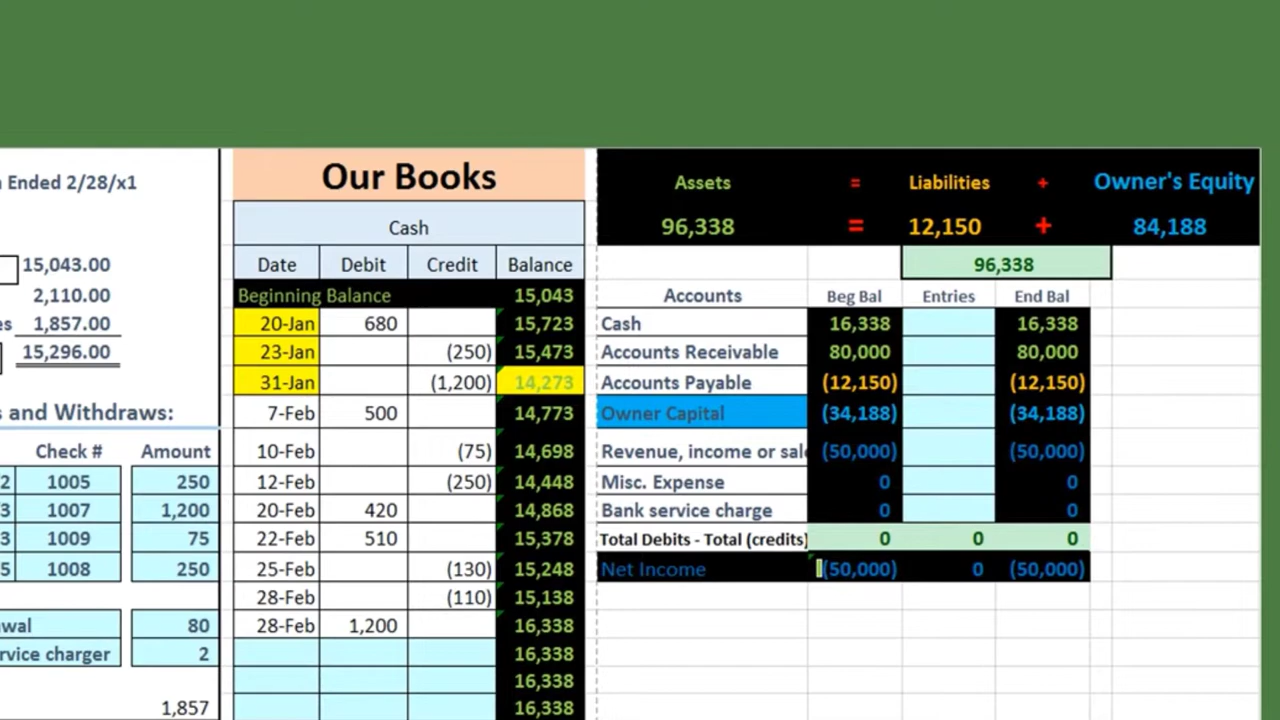 Ended 2/28/x1
15,043.00
2,110.00
1,857.00
15,296.00
and Withdraws:
Check # Amount
1005 250
1007 1,200
1009 75
1008 250
80
charger 2
1,857
Our Books
Cash
Date Debit Credit Balance
Beginning Balance 15,043
20-Jan 680 15,723
23-Jan (250) 15,473
31-Jan (1,200) 14,273
7-Feb 500 14,773
10-Feb (75) 14,698
12-Feb (250) 14,448
20-Feb 420 14,868
22-Feb 510 15,378
25-Feb (130) 15,248
28-Feb (110) 15,138
28-Feb 1,200 16,338
16,338
16,338
16,338
Assets = Liabilities + Owner's Equity
96,338 = 12,150 + 84,188
96,338
Accounts Beg Bal Entries End Bal
Cash 16,338 16,338
Accounts Receivable 80,000 80,000
Accounts Payable (12,150) (12,150)
Owner Capital (34,188) (34,188)
Revenue, income or sal (50,000) (50,000)
Misc. Expense 0 0
Bank service charge 0 0
Total Debits - Total (credits) 0 0 0
Net Income (50,000) 0 (50,000)